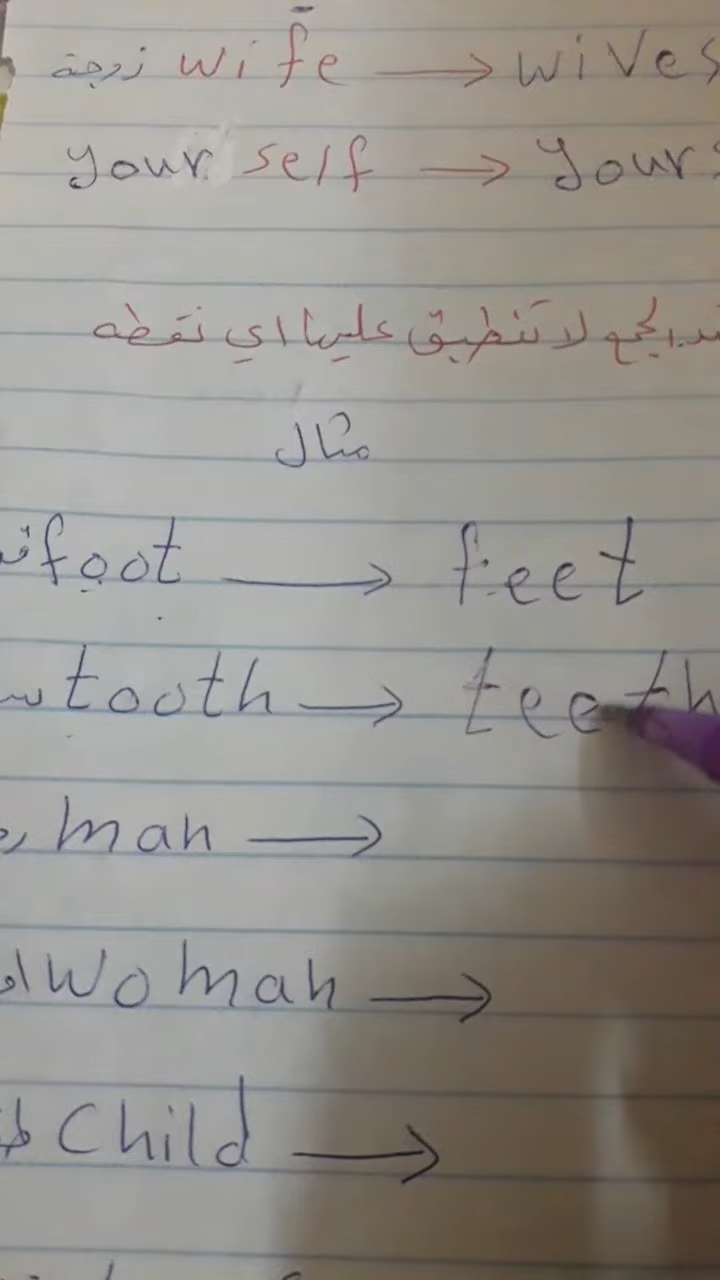 زوجة wife → wives
your self → your
الجمع لا تنطبق عليها اي نقطه
مثال
foot → feet
tooth → teeth
man →
woman →
child →